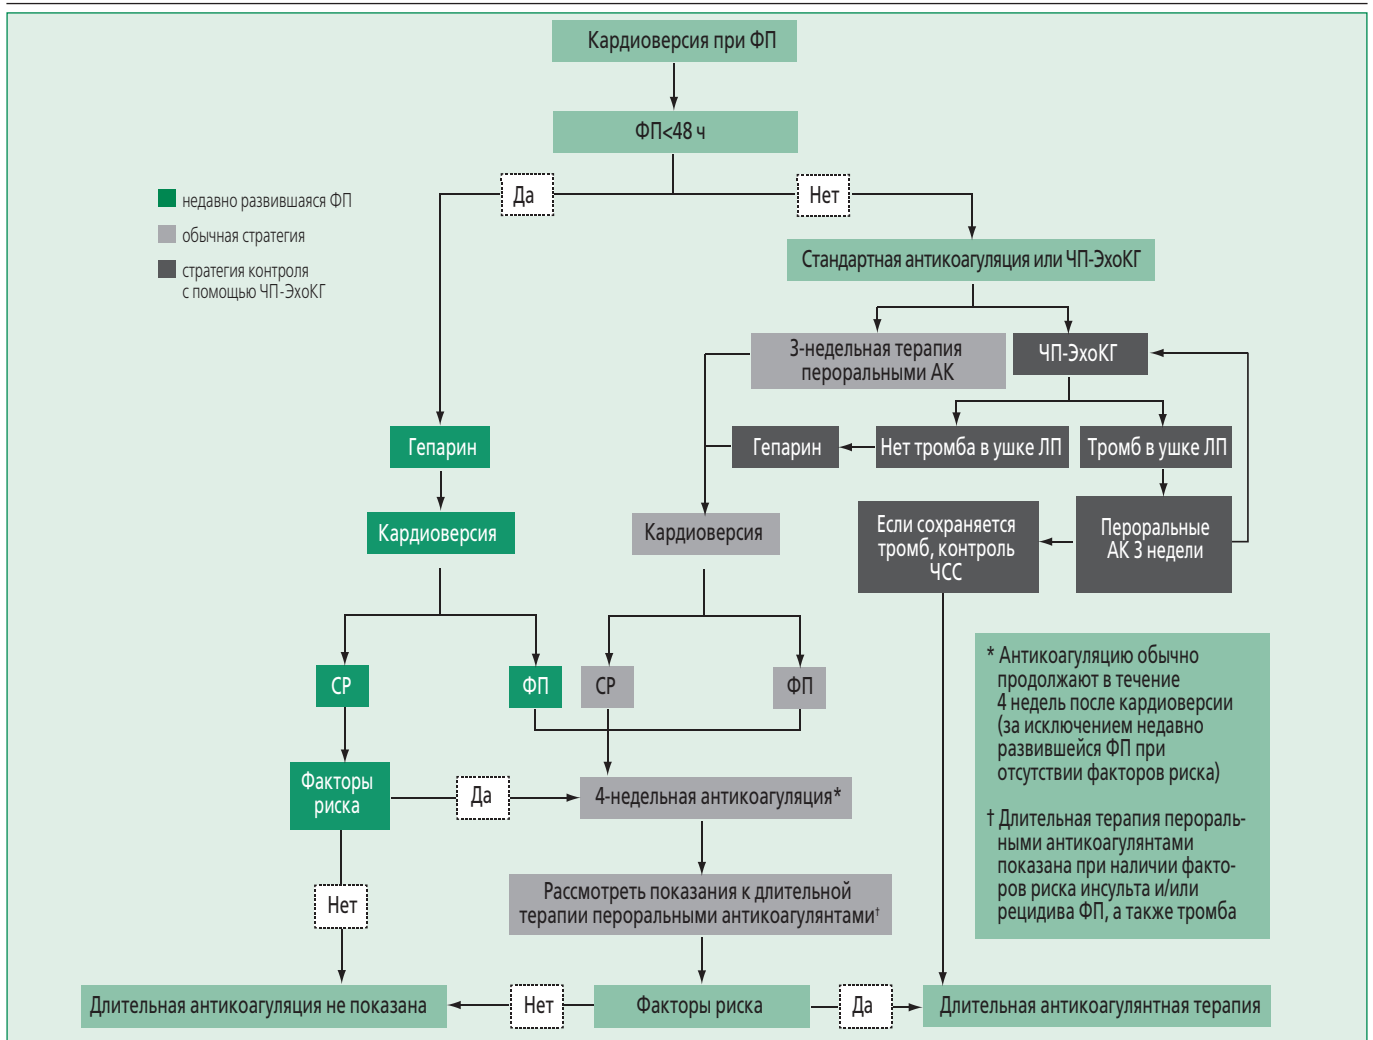 Кардиоверсия при ФП
ФП<48 ч
Да
Нет
недавно развившаяся ФП
обычная стратегия
стратегия контроля
с помощью ЧП-ЭхоКГ
Стандартная антикоагуляция или ЧП-ЭхоКГ
3-недельная терапия
пероральными АК
ЧП-ЭхоКГ
Гепарин
Гепарин
Нет тромба в ушке ЛП
Тромб в ушке ЛП
Кардиоверсия
Кардиоверсия
Если сохраняется
тромб, контроль
ЧСС
Пероральные
АК 3 недели
СР
ФП
СР
ФП
* Антикоагуляцию обычно
продолжают в течение
4 недель после кардиоверсии
(за исключением недавно
развившейся ФП при
отсутствии факторов риска)
† Длительная терапия перораль-
ными антикоагулянтами
показана при наличии факто-
ров риска инсульта и/или
рецидива ФП, а также тромба
Факторы
риска
Да
4-недельная антикоагуляция*
Нет
Рассмотреть показания к длительной
терапии пероральными антикоагулянтами†
Длительная антикоагуляция не показана
Нет
Факторы риска
Да
Длительная антикоагулянтная терапия